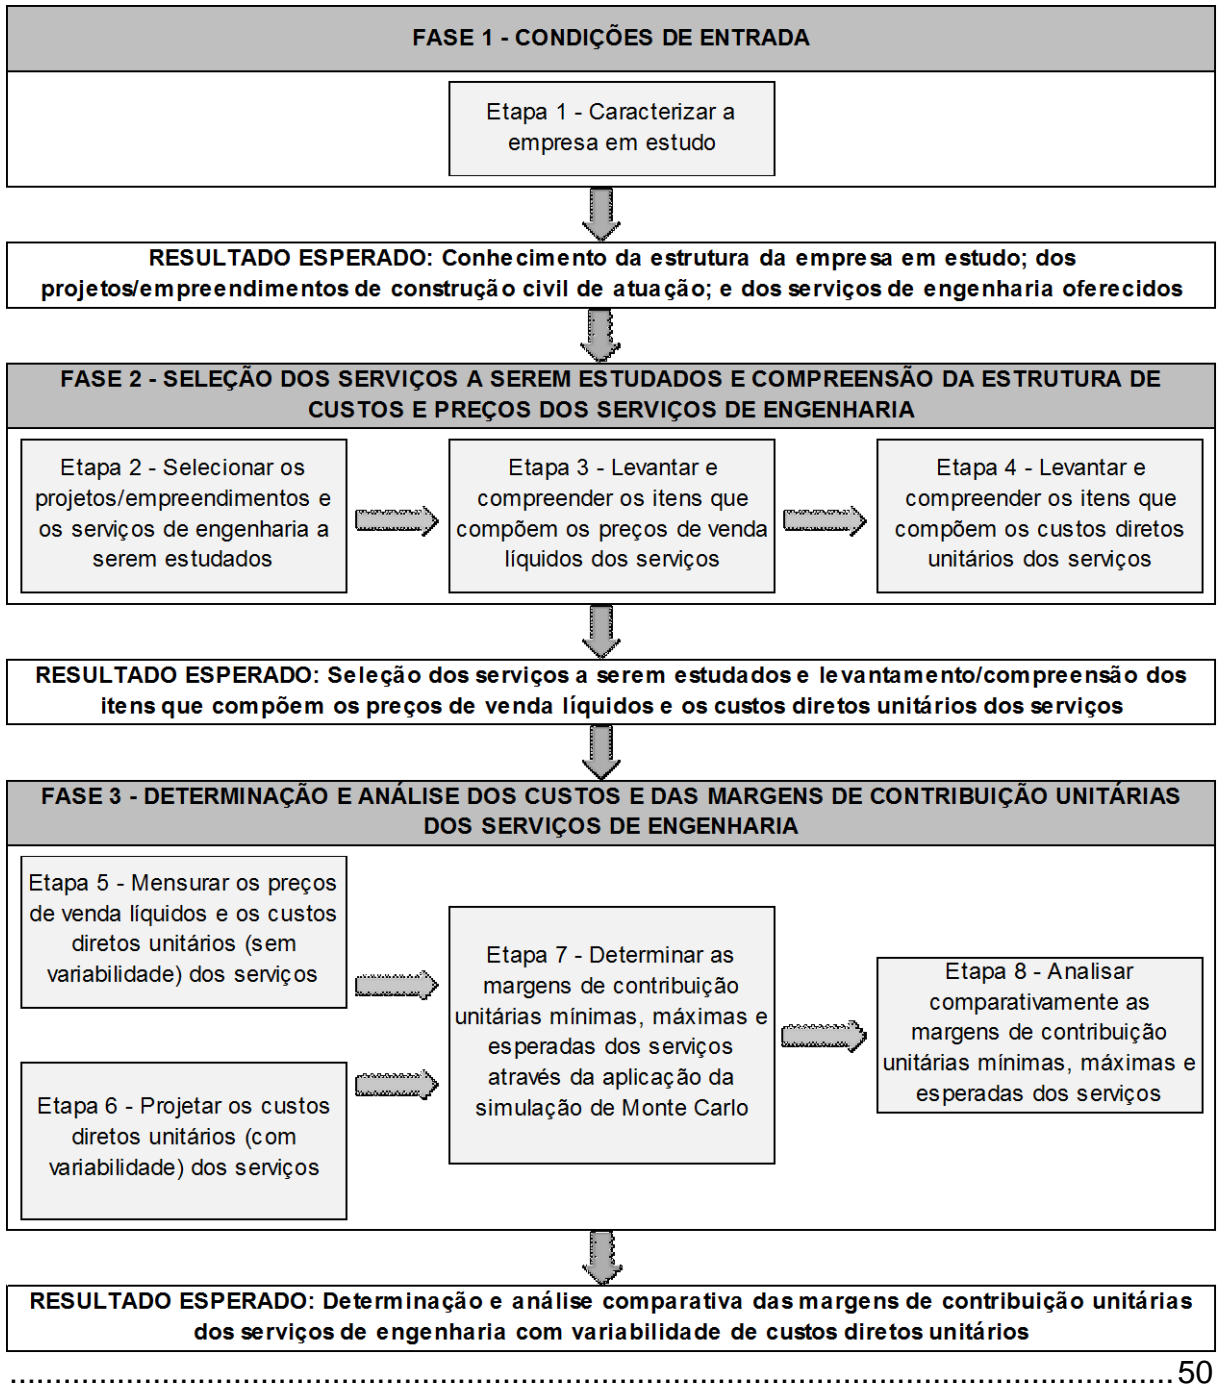 FASE 1 - CONDIÇÕES DE ENTRADA
Etapa 1 - Caracterizar a
empresa em estudo
RESULTADO ESPERADO: Conhecimento da estrutura da empresa em estudo; dos
projetos/empreendimentos de construção civil de atuação; e dos serviços de engenharia oferecidos
FASE 2 - SELEÇÃO DOS SERVIÇOS A SEREM ESTUDADOS E COMPREENSÃO DA ESTRUTURA DE
CUSTOS E PREÇOS DOS SERVIÇOS DE ENGENHARIA
Etapa 2 - Selecionar os
projetos/empreendimentos e
os serviços de engenharia a
serem estudados
Etapa 3 - Levantar e
compreender os itens que
compõem os preços de venda
líquidos dos serviços
Etapa 4 - Levantar e
compreender os itens que
compõem os custos diretos
unitários dos serviços
RESULTADO ESPERADO: Seleção dos serviços a serem estudados e levantamento/compreensão dos
itens que compõem os preços de venda líquidos e os custos diretos unitários dos serviços
FASE 3 - DETERMINAÇÃO E ANÁLISE DOS CUSTOS E DAS MARGENS DE CONTRIBUIÇÃO UNITÁRIAS
DOS SERVIÇOS DE ENGENHARIA
Etapa 5 - Mensurar os preços
de venda líquidos e os custos
diretos unitários (sem
variabilidade) dos serviços
Etapa 6 - Projetar os custos
diretos unitários (com
variabilidade) dos serviços
Etapa 7 - Determinar as
margens de contribuição
unitárias mínimas, máximas e
esperadas dos serviços
através da aplicação da
simulação de Monte Carlo
Etapa 8 - Analisar
comparativamente as
margens de contribuição
unitárias mínimas, máximas e
esperadas dos serviços
RESULTADO ESPERADO: Determinação e análise comparativa das margens de contribuição unitárias
dos serviços de engenharia com variabilidade de custos diretos unitários
.................................................................................................................................. 50